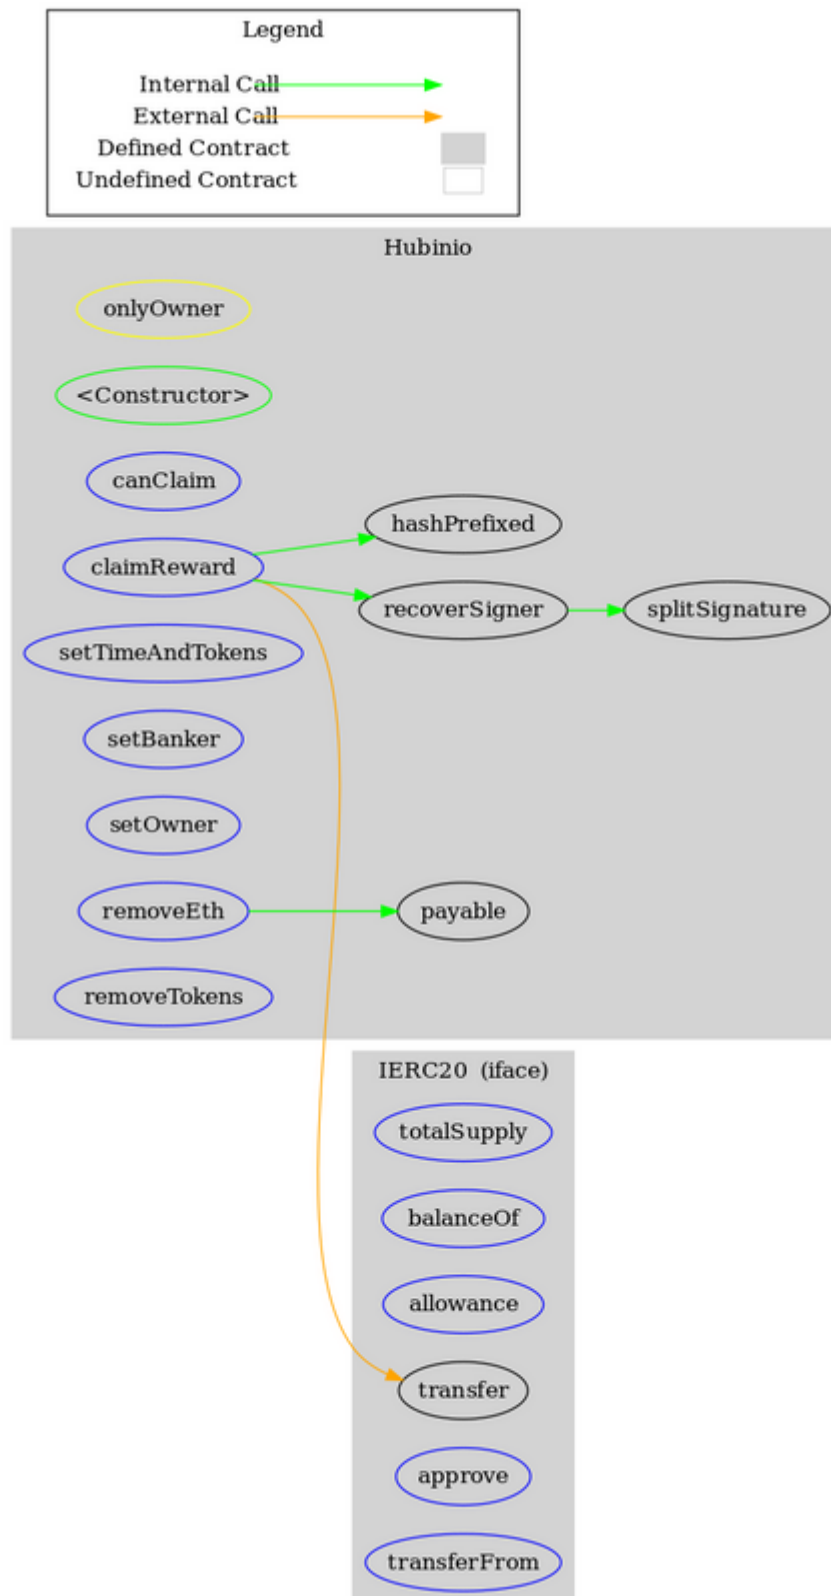 Legend
Internal Call
External Call
Defined Contract
Undefined Contract
Hubinio
onlyOwner
<Constructor>
canClaim
hashPrefixed
claimReward
recoverSigner
splitSignature
setTimeAndTokens
setBanker
setOwner
removeEth
payable
removeTokens
IERC20 (iface)
totalSupply
balanceOf
allowance
transfer
approve
transferFrom